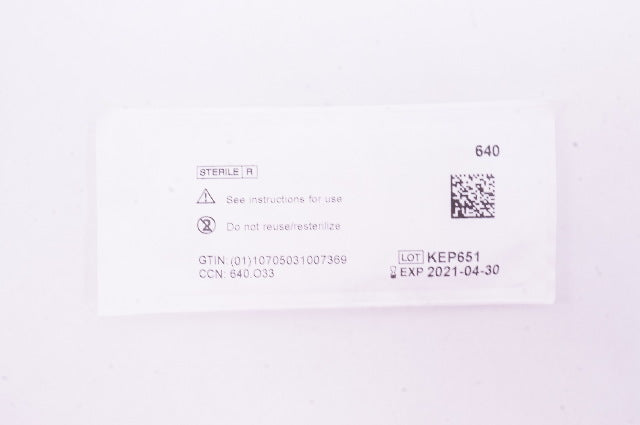 640
STERILE R
See instructions for use
2
Do not reuse/resterilize
GTIN: (01)10705031007369
CCN: 640.O33
LOT KEP651
EXP 2021-04-30